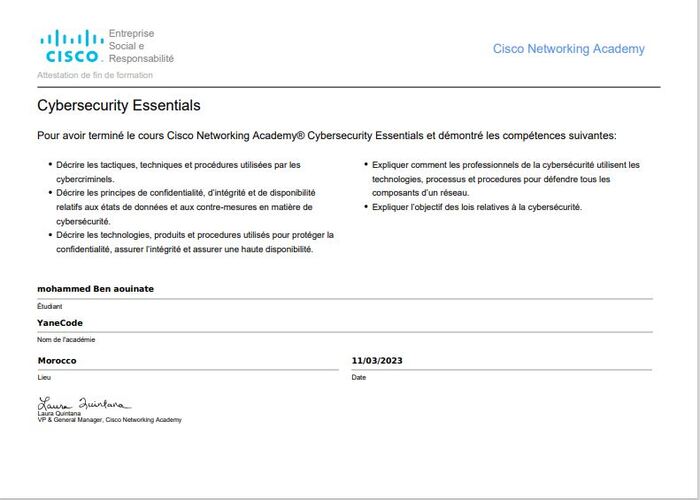 CISCO.
Entreprise
Social e
Responsabilité
Cisco Networking Academy
Attestation de fin de formation
Cybersecurity Essentials
Pour avoir terminé le cours Cisco Networking Academy® Cybersecurity Essentials et démontré les compétences suivantes:
• Décrire les tactiques, techniques et procédures utilisées par les
cybercriminels.
• Décrire les principes de confidentialité, d’intégrité et de disponibilité
relatifs aux états de données et aux contre-mesures en matière de
cybersécurité.
• Décrire les technologies, produits et procedures utilisés pour protéger la
confidentialité, assurer l’intégrité et assurer une haute disponibilité.
• Expliquer comment les professionnels de la cybersécurité utilisent les
technologies, processus et procedures pour défendre tous les
composants d’un réseau.
• Expliquer l’objectif des lois relatives à la cybersécurité.
mohammed Ben aouinate
Étudiant
YaneCode
Nom de l’académie
Morocco
Lieu
11/03/2023
Date
Laura Quintana
Laura Quintana
VP & General Manager, Cisco Networking Academy